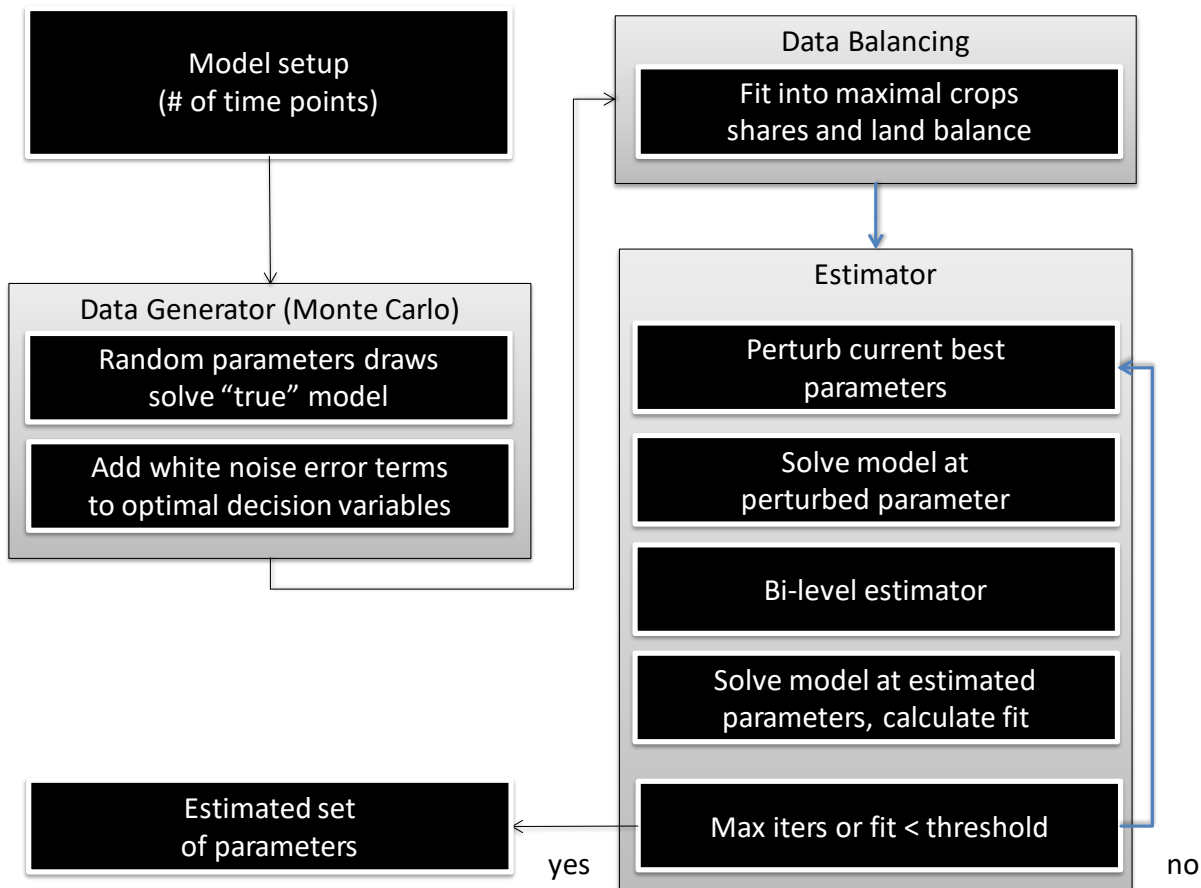 Model setup
(# of time points)
Data Generator (Monte Carlo)
Random parameters draws
solve “true” model
Add white noise error terms
to optimal decision variables
Data Balancing
Fit into maximal crops
shares and land balance
Estimator
Perturb current best
parameters
Solve model at
perturbed parameter
Bi-level estimator
Solve model at estimated
parameters, calculate fit
Max iters or fit < threshold
yes
no
Estimated set
of parameters